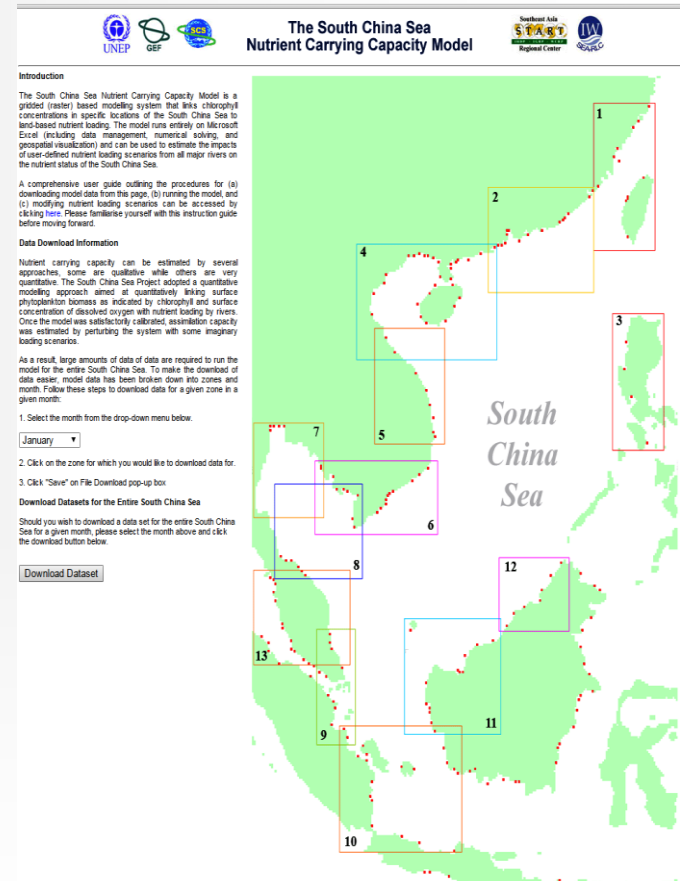 UNEP
GEF
SCS
The South China Sea
Nutrient Carrying Capacity Model
Southeast Asia
START
Regional Center
IW
Introduction
The South China Sea Nutrient Carrying Capacity Model is a
gridded (raster) based modelling system that links chlorophyll
concentrations in specific locations of the South China Sea to
land-based nutrient loading. The model runs entirely on Microsoft
Excel (including data management, numerical solving, and
geospatial visualization) and can be used to estimate the impacts
of user-defined nutrient loading scenarios from all major rivers on
the nutrient status of the South China Sea.
A comprehensive user guide outlining the procedures for (a)
downloading model data from this page, (b) running the model, and
(c) modifying nutrient loading scenarios can be accessed by
clicking here. Please familiarise yourself with this instruction guide
before moving forward.
Data Download Information
Nutrient carrying capacity can be estimated by several
approaches, some are qualitative while others are very
quantitative. The South China Sea Project adopted a quantitative
modelling approach aimed at quantitatively linking surface
phytoplankton biomass as indicated by chlorophyll and surface
concentration of dissolved oxygen with nutrient loading by rivers.
Once the model was satisfactorily calibrated, assimilation capacity
was estimated by perturbing the system with some imaginary
loading scenarios.
As a result, large amounts of data of data are required to run the
model for the entire South China Sea. To make the download of
data easier, model data has been broken down into zones and
month. Follow these steps to download data for a given zone in a
given month:
1. Select the month from the drop-down menu below.
January
2. Click on the zone for which you would like to download data for.
3. Click "Save" on File Download pop-up box
Download Datasets for the Entire South China Sea
Should you wish to download a data set for the entire South China
Sea for a given month, please select the month above and click
the download button below.
Download Dataset
1
2
4
3
South
China
Sea
5
7
6
8
12
13
11
9
10